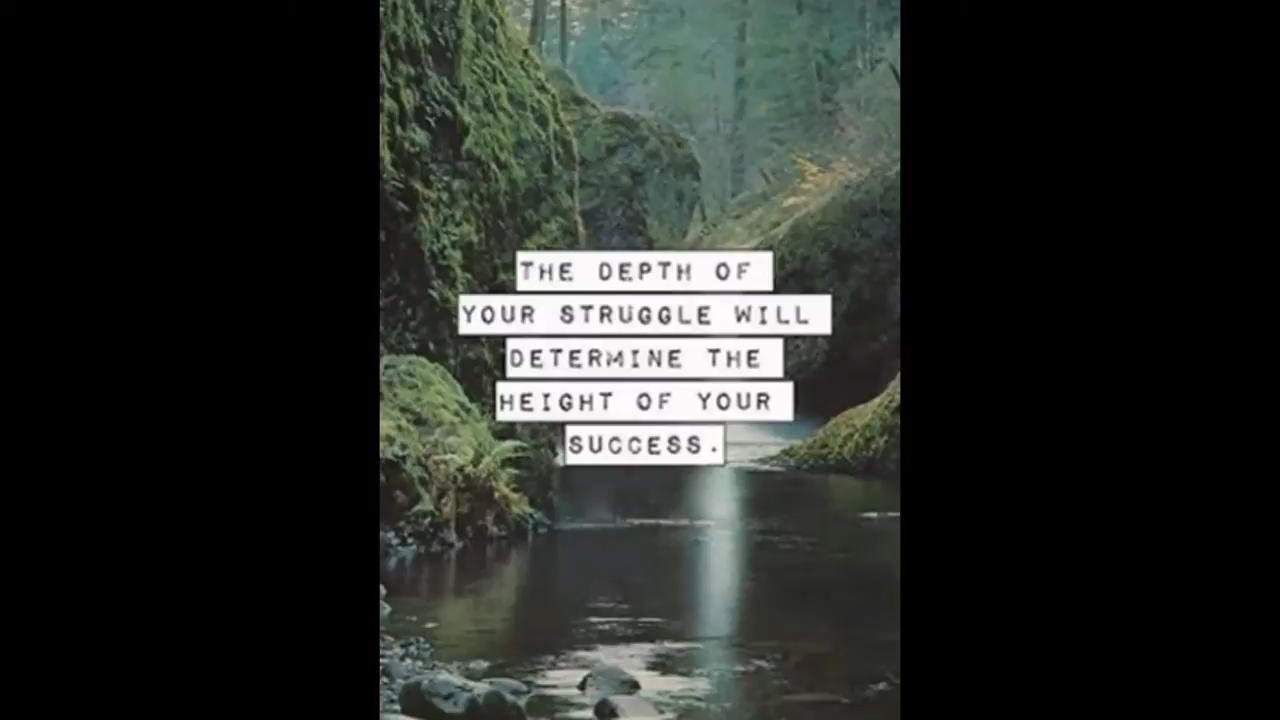 THE DEPTH OF
YOUR STRUGGLE WILL
DETERMINE THE
HEIGHT OF YOUR
SUCCESS.